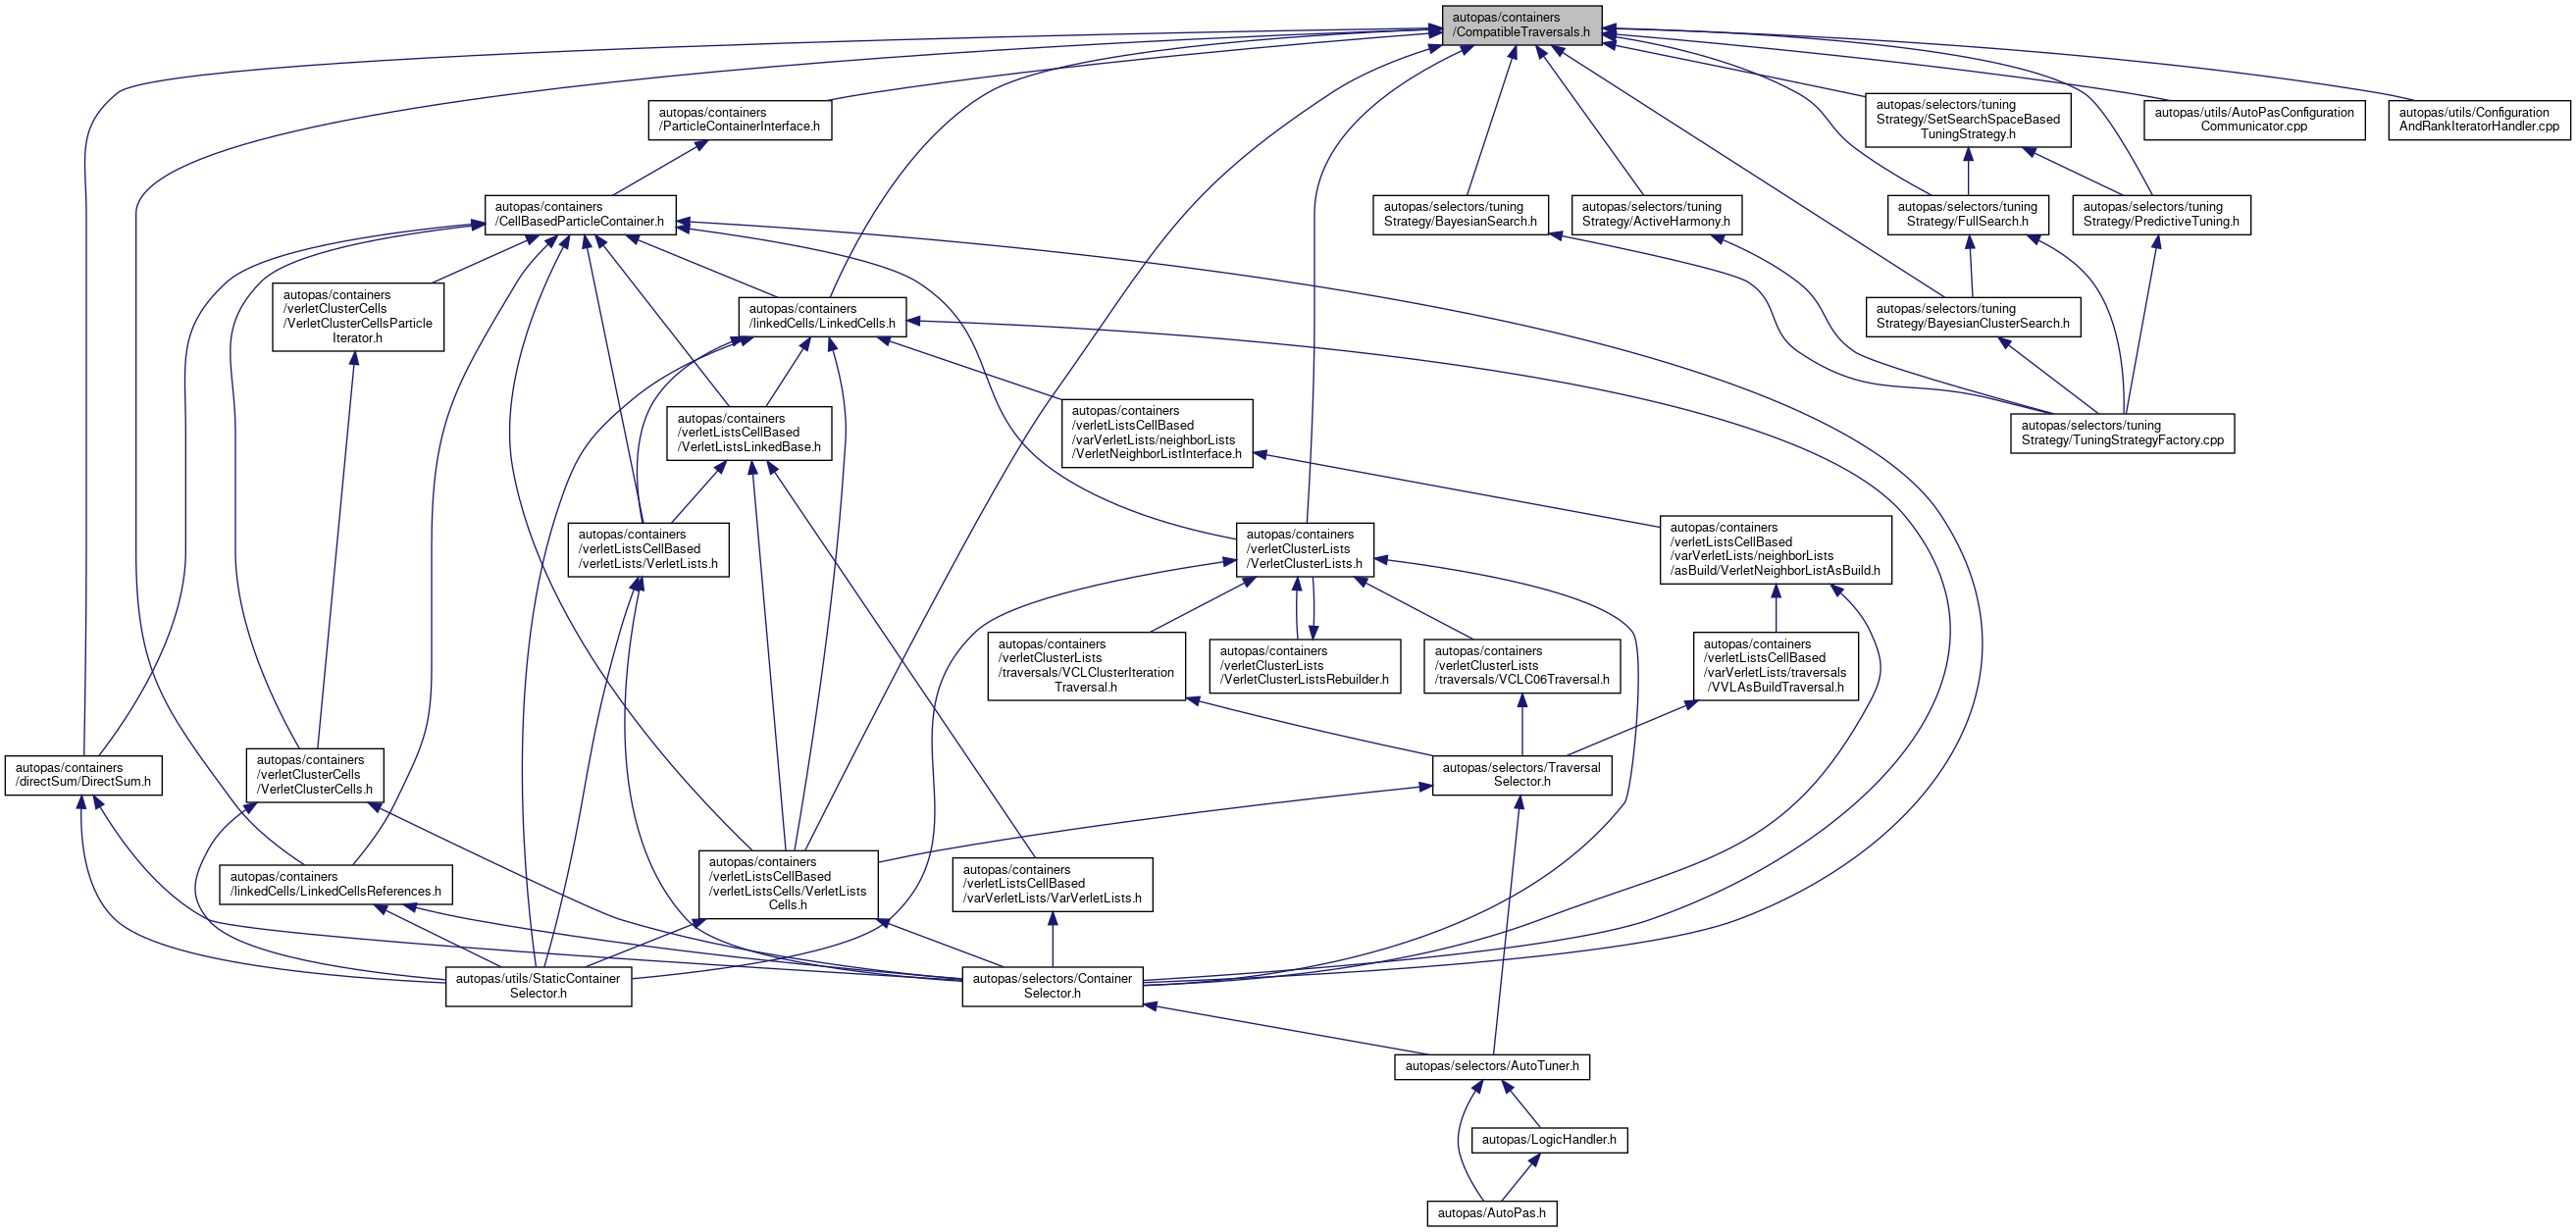 autopas/containers
/CompatibleTraversals.h
autopas/containers
/ParticleContainerInterface.h
autopas/selectors/tuning
Strategy/SetSearchSpaceBased
TuningStrategy.h
autopas/utils/AutoPasConfiguration
Communicator.cpp
autopas/utils/Configuration
AndRankIteratorHandler.cpp
autopas/containers
/CellBasedParticleContainer.h
autopas/selectors/tuning
Strategy/BayesianSearch.h
autopas/selectors/tuning
Strategy/ActiveHarmony.h
autopas/selectors/tuning
Strategy/FullSearch.h
autopas/selectors/tuning
Strategy/PredictiveTuning.h
autopas/containers
/verletClusterCells
/VerletClusterCellsParticle
Iterator.h
autopas/containers
/linkedCells/LinkedCells.h
autopas/selectors/tuning
Strategy/BayesianClusterSearch.h
autopas/containers
/verletListsCellBased
/VerletListsLinkedBase.h
autopas/containers
/verletListsCellBased
/varVerletLists/neighborLists
/VerletNeighborListInterface.h
autopas/selectors/tuning
Strategy/TuningStrategyFactory.cpp
autopas/containers
/verletListsCellBased
/verletLists/VerletLists.h
autopas/containers
/verletClusterLists
/VerletClusterLists.h
autopas/containers
/verletListsCellBased
/varVerletLists/neighborLists
/asBuild/VerletNeighborListAsBuild.h
autopas/containers
/verletClusterLists
/traversals/VCLClusterIteration
Traversal.h
autopas/containers
/verletClusterLists
/VerletClusterListsRebuilder.h
autopas/containers
/verletClusterLists
/traversals/VCLC06Traversal.h
autopas/containers
/verletListsCellBased
/varVerletLists/traversals
/VVLAsBuildTraversal.h
autopas/containers
/directSum/DirectSum.h
autopas/containers
/verletClusterCells
/VerletClusterCells.h
autopas/selectors/Traversal
Selector.h
autopas/containers
/linkedCells/LinkedCellsReferences.h
autopas/containers
/verletListsCellBased
/verletListsCells/VerletLists
Cells.h
autopas/containers
/verletListsCellBased
/varVerletLists/VarVerletLists.h
autopas/utils/StaticContainer
Selector.h
autopas/selectors/Container
Selector.h
autopas/selectors/AutoTuner.h
autopas/LogicHandler.h
autopas/AutoPas.h